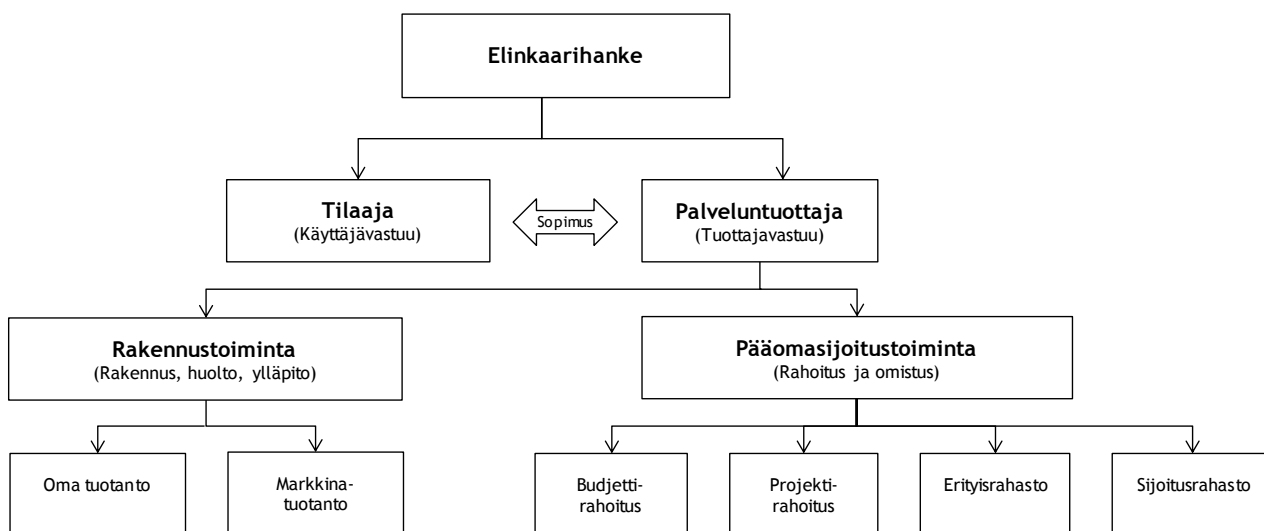 Elinkaarihanke
Tilaaja
(Käyttäjävastuu)
Sopimus
Palveluntuottaja
(Tuottajavastuu)
Rakennustoiminta
(Rakennus, huolto, ylläpito)
Pääomasijoitustoiminta
(Rahoitus ja omistus)
Oma tuotanto
Markkina-
tuotanto
Budjetti-
rahoitus
Projekti-
rahoitus
Erityisrahasto
Sijoitusrahasto